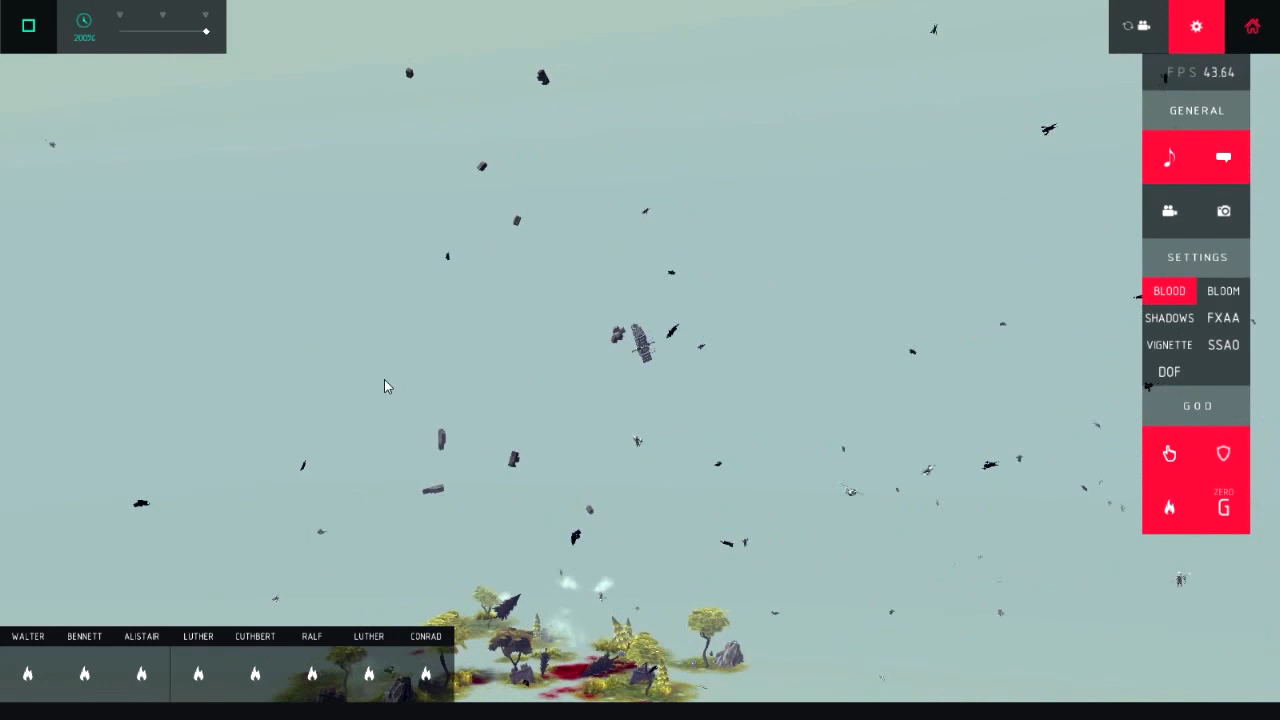 200%
FPS 43.64
GENERAL
SETTINGS
BLOOD BLOOM
SHADOWS FXAA
VIGNETTE SSAO
DOF
GOD
ZERO
G
WALTER BENNETT ALISTAIR LUTHER CUTHBERT RALF LUTHER CONRAD